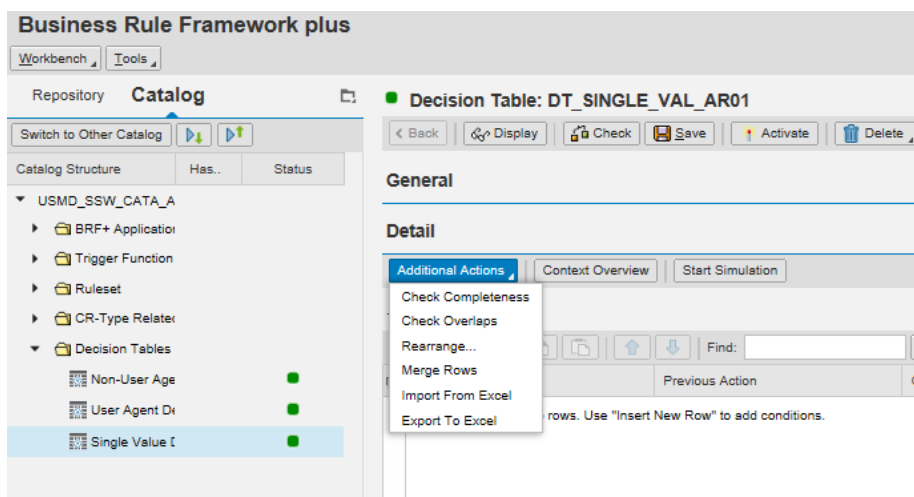 Business Rule Framework plus
Workbench Tools
Repository Catalog
Decision Table: DT_SINGLE_VAL_AR01
Switch to Other Catalog
< Back Display Check Save Activate Delete
Catalog Structure Has.. Status
General
USMD_SSW_CATA_A
BRF+ Application
Detail
Trigger Function
Additional Actions Context Overview Start Simulation
Ruleset
Check Completeness
CR-Type Related
Check Overlaps
Decision Tables
Rearrange...
Find:
Merge Rows
Non-User Age
Previous Action
Import From Excel
User Agent De
Export To Excel
rows. Use "Insert New Row" to add conditions.
Single Value D